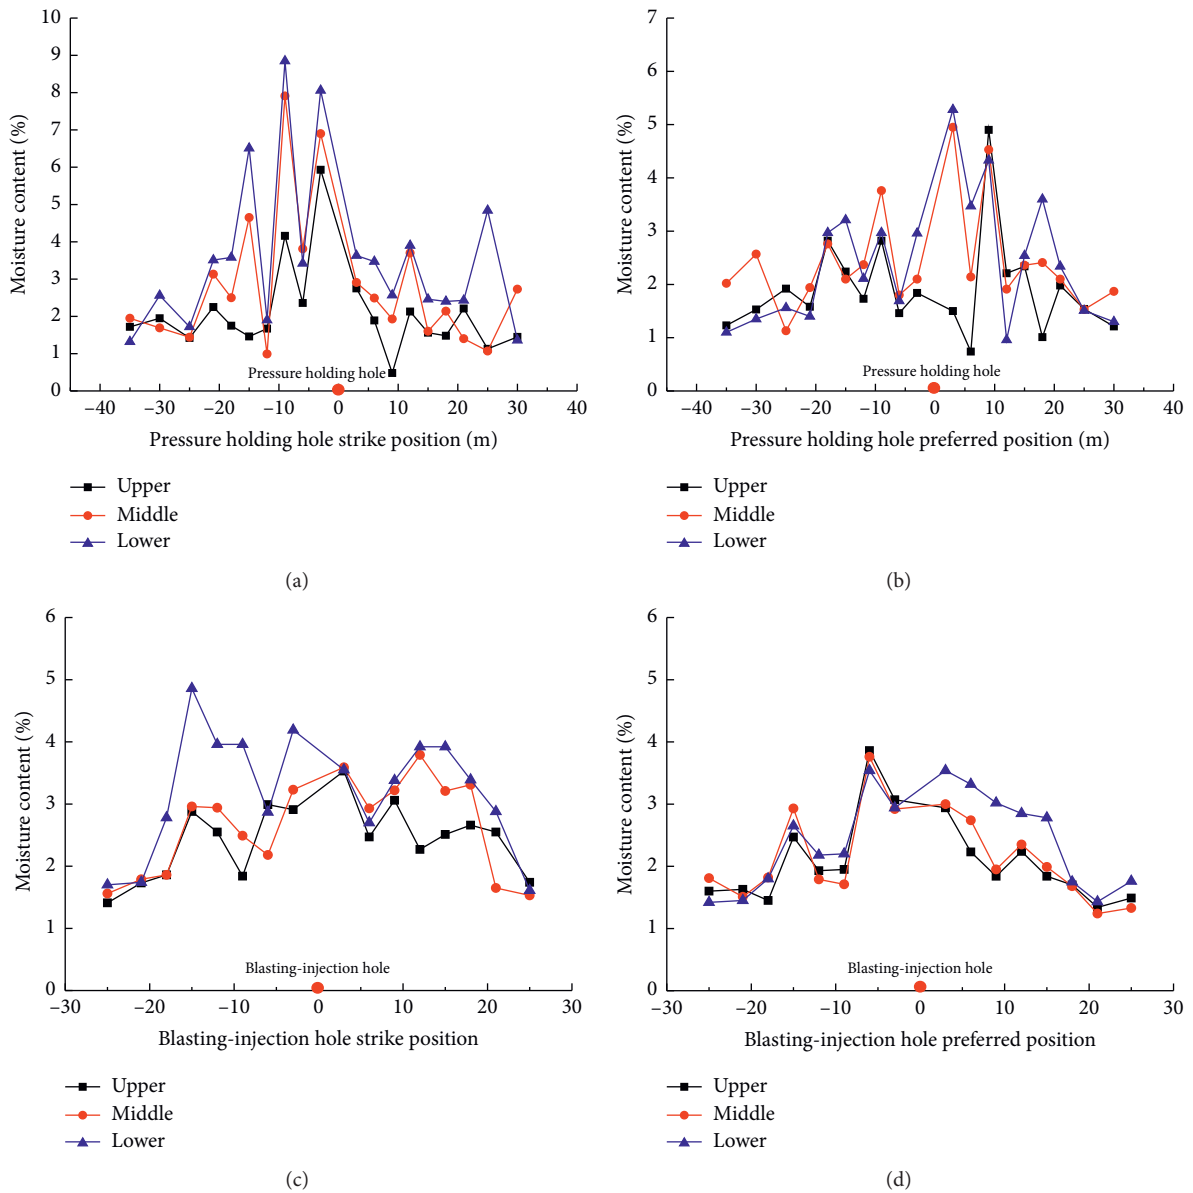 10
9
8
7
6
5
4
3
2
1
0
Moisture content (%)
Pressure holding hole
−40 −30 −20 −10 0 10 20 30 40
Pressure holding hole strike position (m)
Upper
Middle
Lower
(a)
7
6
5
4
3
2
1
0
Moisture content (%)
Pressure holding hole
−40 −30 −20 −10 0 10 20 30 40
Pressure holding hole preferred position (m)
Upper
Middle
Lower
(b)
6
5
4
3
2
1
0
Moisture content (%)
Blasting-injection hole
−30 −20 −10 0 10 20 30
Blasting-injection hole strike position
Upper
Middle
Lower
(c)
6
5
4
3
2
1
0
Moisture content (%)
Blasting-injection hole
−30 −20 −10 0 10 20 30
Blasting-injection hole preferred position
Upper
Middle
Lower
(d)